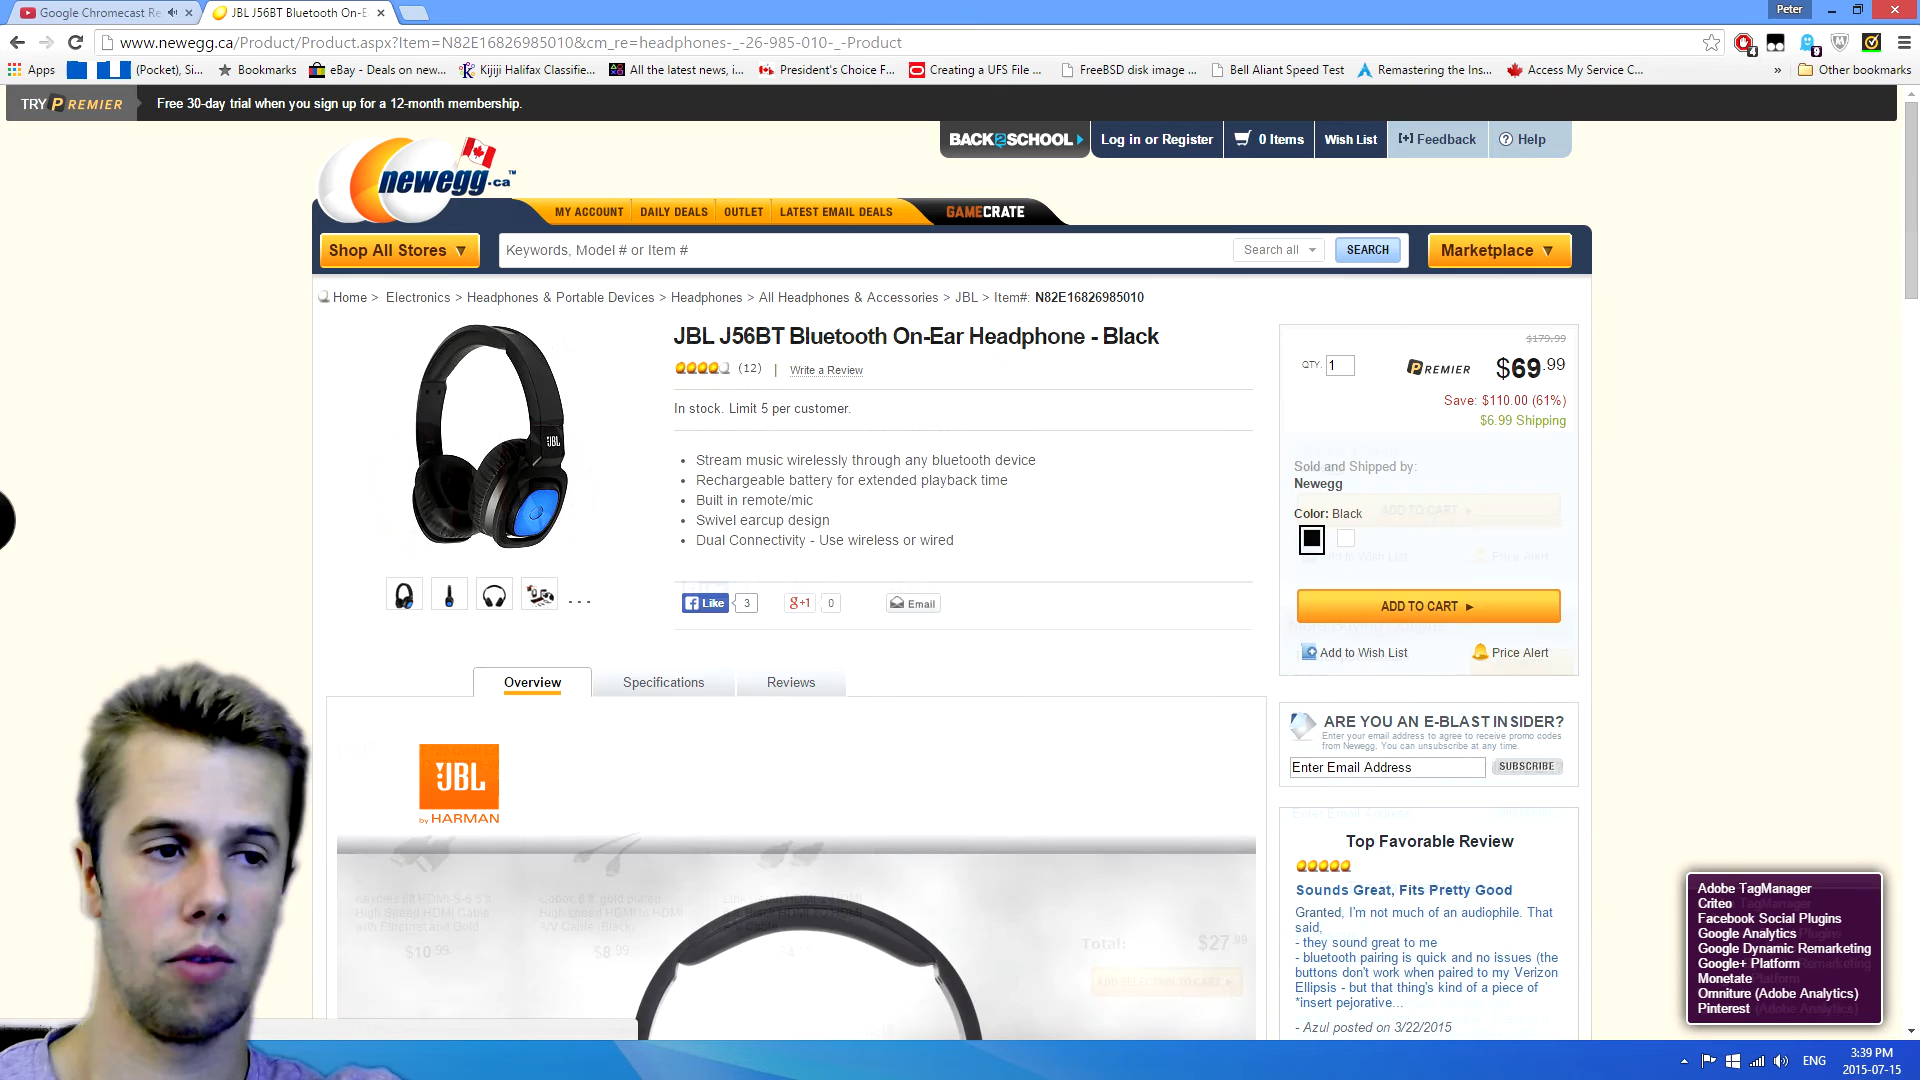 Google Chromecast Re
JBL J56BT Bluetooth On-E
Peter
www.newegg.ca/Product/Product.aspx?Item=N82E16826985010&cm_re=headphones-_-26-985-010-_-Product
4
9
Apps
(Pocket), Si...
Bookmarks
eBay - Deals on new...
Kijiji Halifax Classifie...
All the latest news, i...
President's Choice F...
Creating a UFS File ...
FreeBSD disk image ...
Bell Aliant Speed Test
Remastering the Ins...
Access My Service C...
»
Other bookmarks
TRY PREMIER
Free 30-day trial when you sign up for a 12-month membership.
BACK2SCHOOL
Log in or Register
0 Items
Wish List
[+] Feedback
? Help
newegg.ca™
MY ACCOUNT
DAILY DEALS
OUTLET
LATEST EMAIL DEALS
GAMECRATE
Shop All Stores ▼
Keywords, Model # or Item #
Search all
SEARCH
Marketplace ▼
Home > Electronics > Headphones & Portable Devices > Headphones > All Headphones & Accessories > JBL > Item#: N82E16826985010
JBL J56BT Bluetooth On-Ear Headphone - Black
(12) | Write a Review
In stock. Limit 5 per customer.
• Stream music wirelessly through any bluetooth device
• Rechargeable battery for extended playback time
• Built in remote/mic
• Swivel earcup design
• Dual Connectivity - Use wireless or wired
JBL
. . .
Like 3
g+1 0
Email
$179.99
QTY. 1
PREMIER
$69.99
Save: $110.00 (61%)
$6.99 Shipping
Sold and Shipped by:
Newegg
ADD TO CART
Color: Black
Add to Wish List
Price Alert
ADD TO CART ►
Add to Wish List
Price Alert
Overview
Specifications
Reviews
JBL
by HARMAN
$10.99
$8.99
Total: $27.99
ADD SELECTION TO CART ►
ARE YOU AN E-BLAST INSIDER?
Enter your email address to agree to receive promo codes
from Newegg. You can unsubscribe at any time.
Enter Email Address
SUBSCRIBE
Top Favorable Review
Sounds Great, Fits Pretty Good
Granted, I'm not much of an audiophile. That
said,
- they sound great to me
- bluetooth pairing is quick and no issues (the
buttons don't work when paired to my Verizon
Ellipsis - but that thing's kind of a piece of
*insert pejorative...
- Azul posted on 3/22/2015
Adobe TagManager
Criteo
Facebook Social Plugins
Google Analytics
Google Dynamic Remarketing
Google+ Platform
Monetate
Omniture (Adobe Analytics)
Pinterest
ENG
3:39 PM
2015-07-15